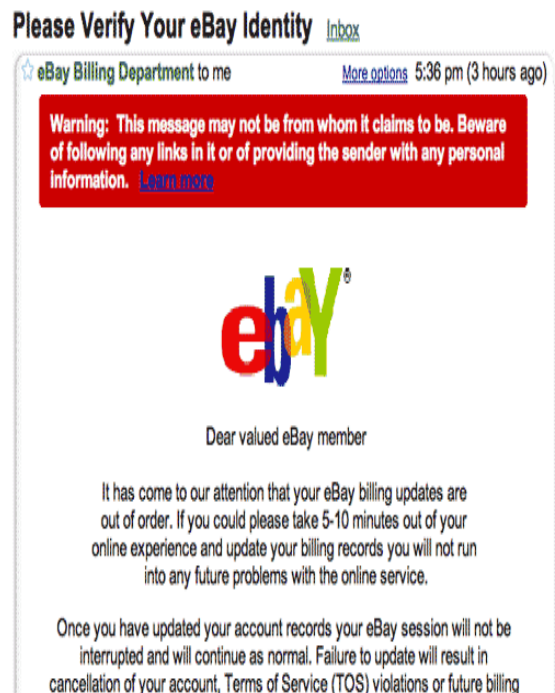 Please Verify Your eBay Identity Inbox
eBay Billing Department to me More options 5:36 pm (3 hours ago)
Warning: This message may not be from whom it claims to be. Beware
of following any links in it or of providing the sender with any personal
information. Learn more
ebaY®
Dear valued eBay member
It has come to our attention that your eBay billing updates are
out of order. If you could please take 5-10 minutes out of your
online experience and update your billing records you will not run
into any future problems with the online service.
Once you have updated your account records your eBay session will not be
interrupted and will continue as normal. Failure to update will result in
cancellation of your account, Terms of Service (TOS) violations or future billing